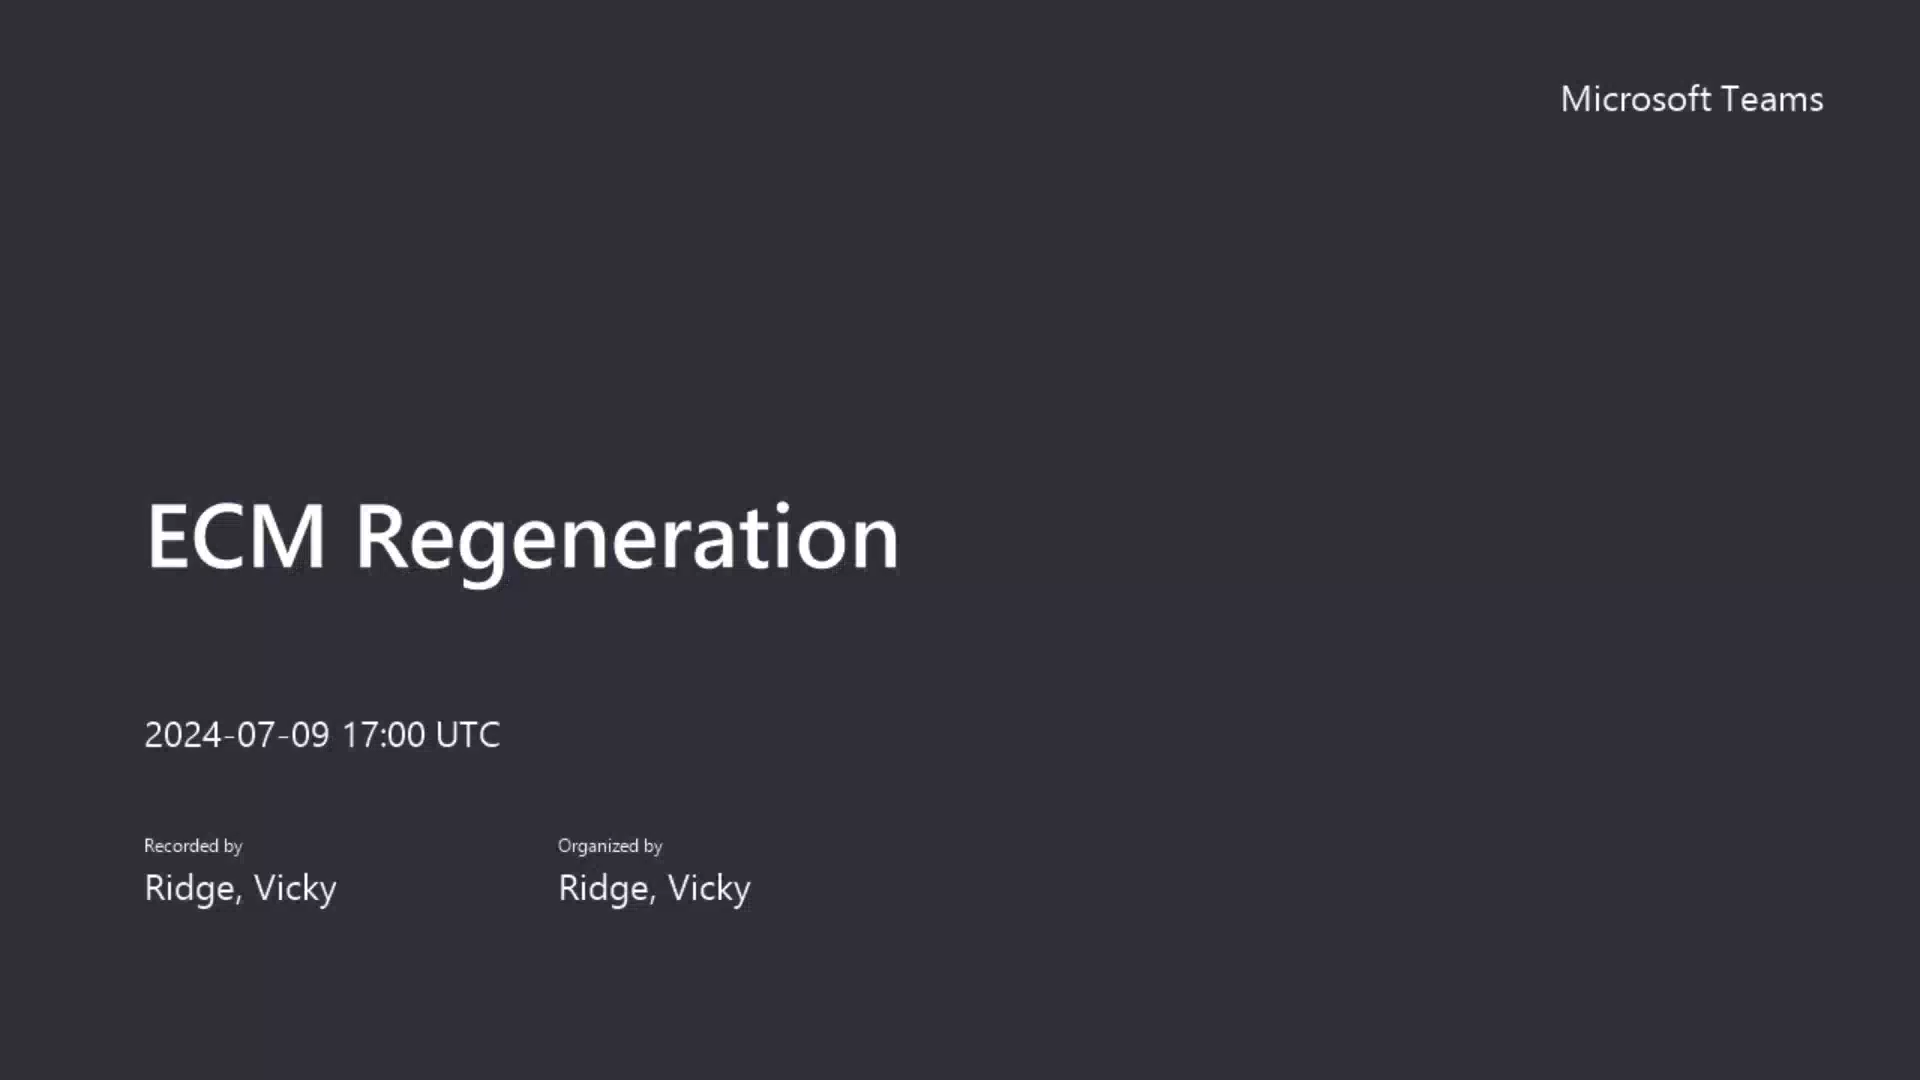 Microsoft Teams
ECM Regeneration
2024-07-09 17:00 UTC
Recorded by
Ridge, Vicky
Organized by
Ridge, Vicky